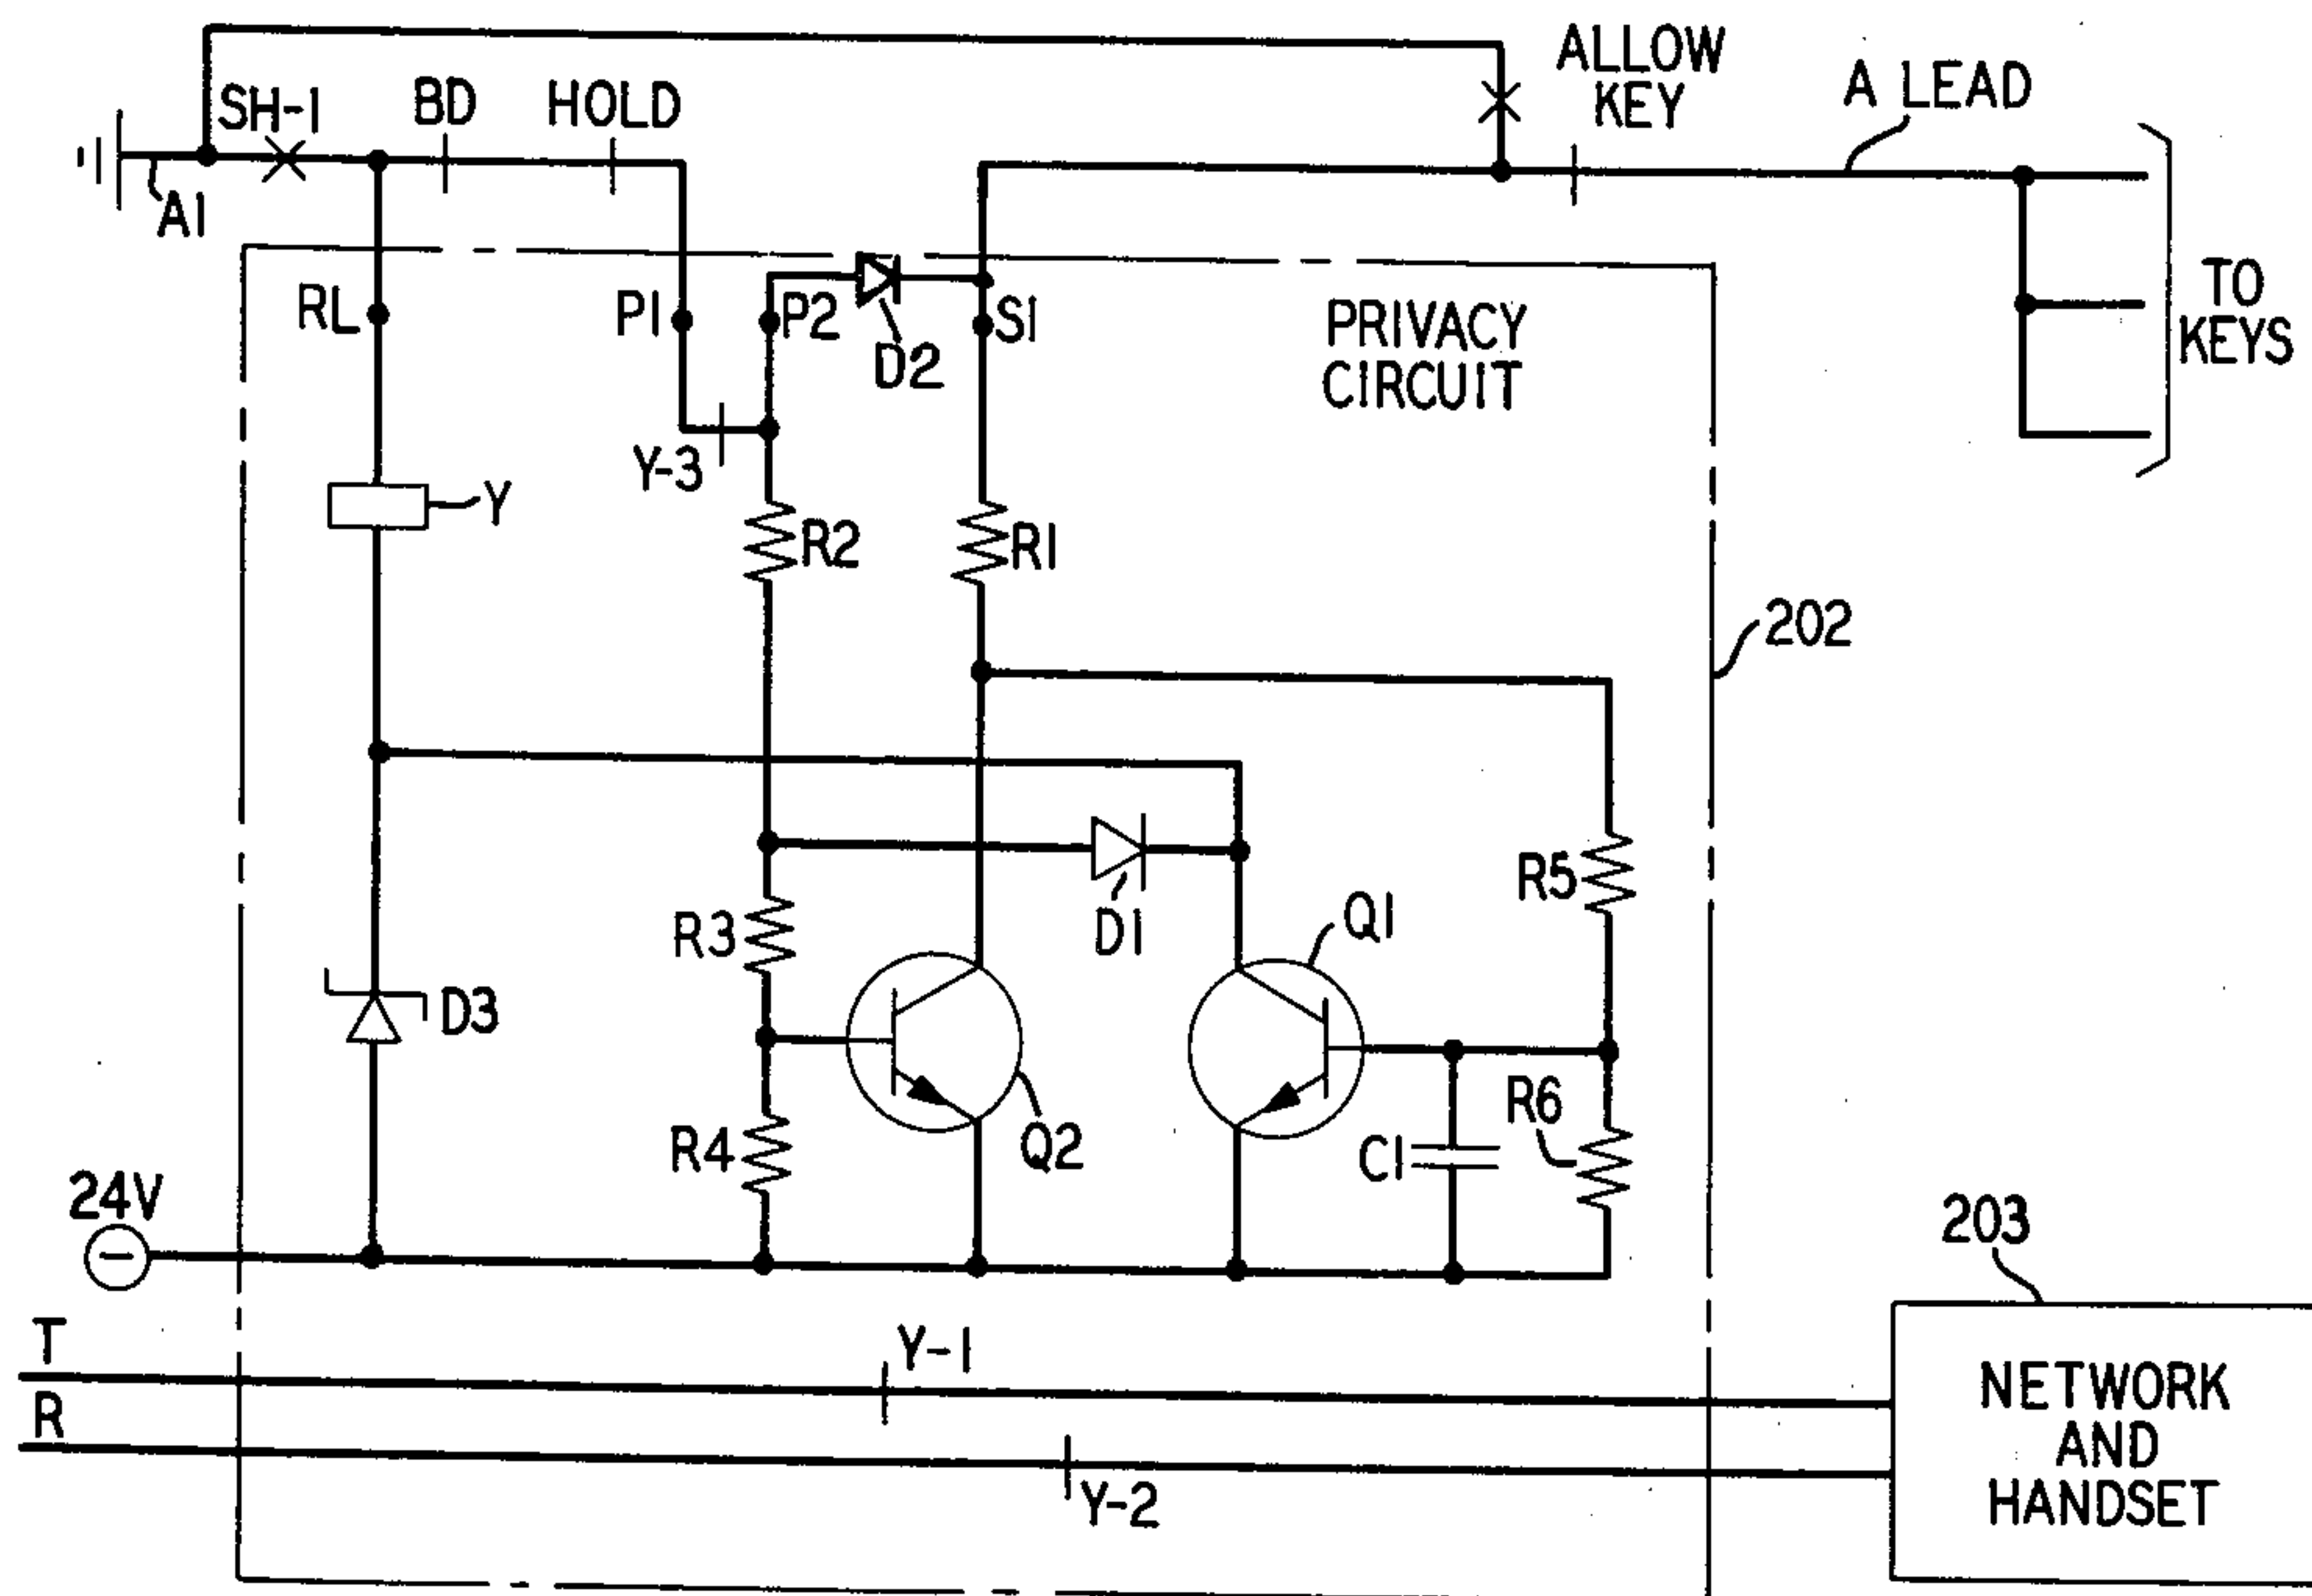 ALLOW
KEY
A LEAD
SH-1
BD
HOLD
A1
TO
KEYS
RL
P1
P2
D2
S1
PRIVACY
CIRCUIT
Y-3
Y
R2
R1
202
R3
D1
Q1
R5
D3
R4
Q2
C1
R6
24V
203
T
Y-1
R
Y-2
NETWORK
AND
HANDSET